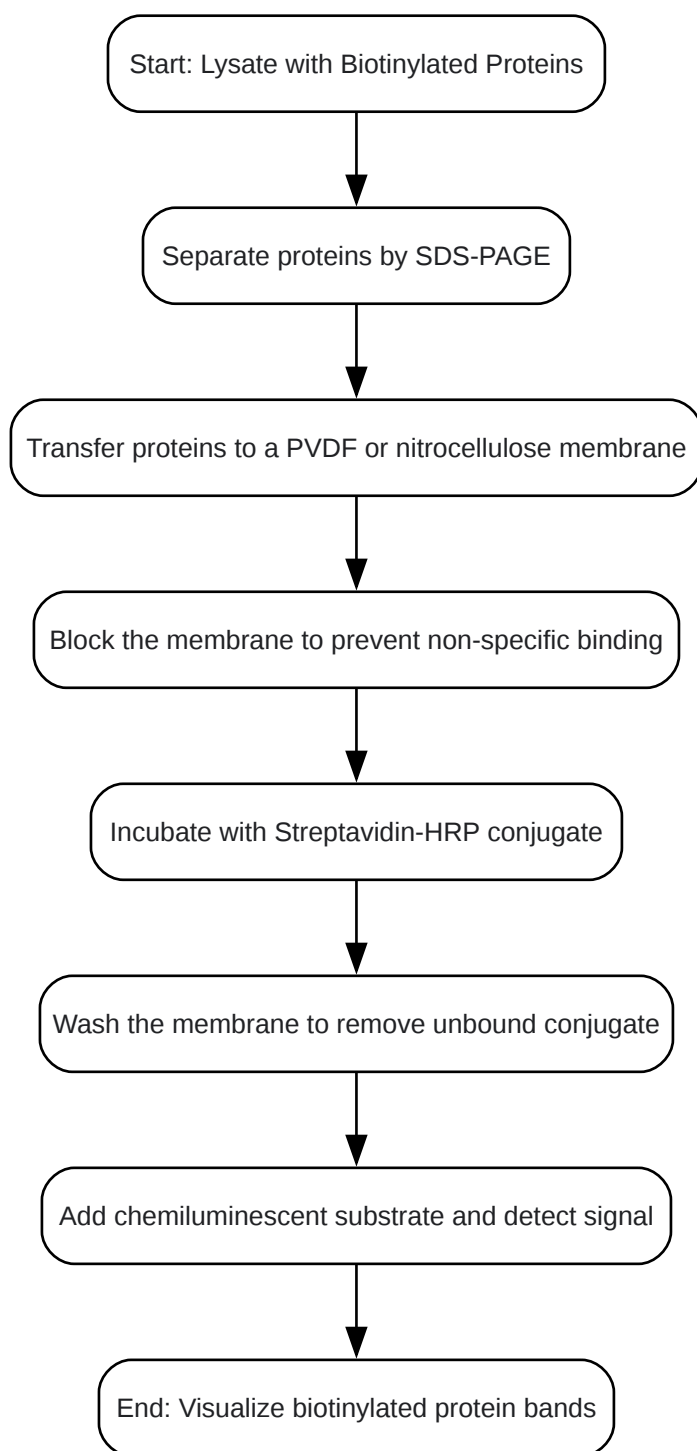 Start: Lysate with Biotinylated Proteins
Separate proteins by SDS-PAGE
Transfer proteins to a PVDF or nitrocellulose membrane
Block the membrane to prevent non-specific binding
Incubate with Streptavidin-HRP conjugate
Wash the membrane to remove unbound conjugate
Add chemiluminescent substrate and detect signal
End: Visualize biotinylated protein bands